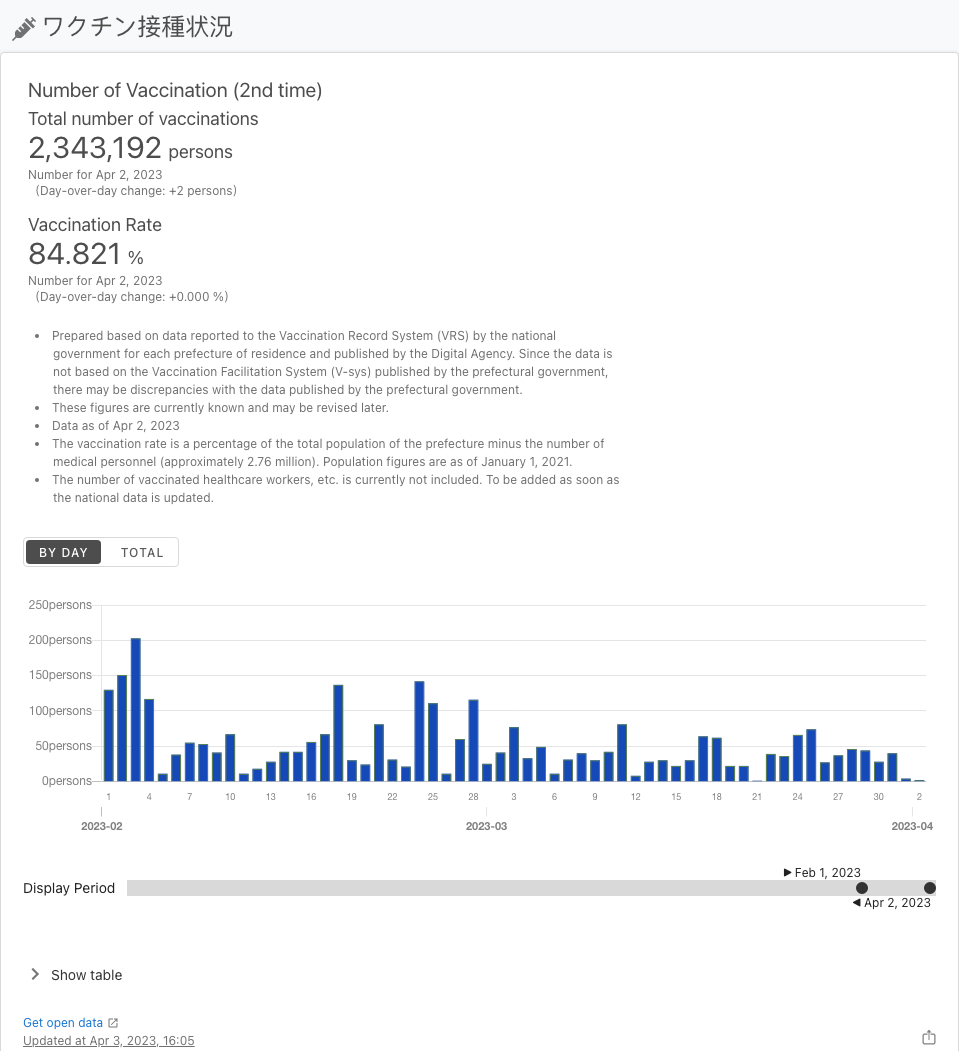 ワクチン接種状況
Number of Vaccination (2nd time)
Total number of vaccinations
2,343,192 persons
Number for Apr 2, 2023
(Day-over-day change: +2 persons)
Vaccination Rate
84.821 %
Number for Apr 2, 2023
(Day-over-day change: +0.000 %)
• Prepared based on data reported to the Vaccination Record System (VRS) by the national
government for each prefecture of residence and published by the Digital Agency. Since the data is
not based on the Vaccination Facilitation System (V-sys) published by the prefectural government,
there may be discrepancies with the data published by the prefectural government.
• These figures are currently known and may be revised later.
• Data as of Apr 2, 2023
• The vaccination rate is a percentage of the total population of the prefecture minus the number of
medical personnel (approximately 2.76 million). Population figures are as of January 1, 2021.
• The number of vaccinated healthcare workers, etc. is currently not included. To be added as soon as
the national data is updated.
BY DAY TOTAL
250persons
200persons
150persons
100persons
50persons
0persons
1 4 7 10 13 16 19 22 25 28 3 6 9 12 15 18 21 24 27 30 2
2023-02 2023-03 2023-04
Feb 1, 2023
Display Period
Apr 2, 2023
Show table
Get open data
Updated at Apr 3, 2023, 16:05